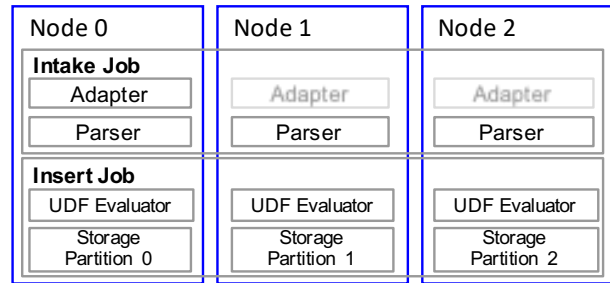 Node 0
Node 1
Node 2
Intake Job
Adapter
Adapter
Adapter
Parser
Parser
Parser
Insert Job
UDF Evaluator
UDF Evaluator
UDF Evaluator
Storage
Partition 0
Storage
Partition 1
Storage
Partition 2